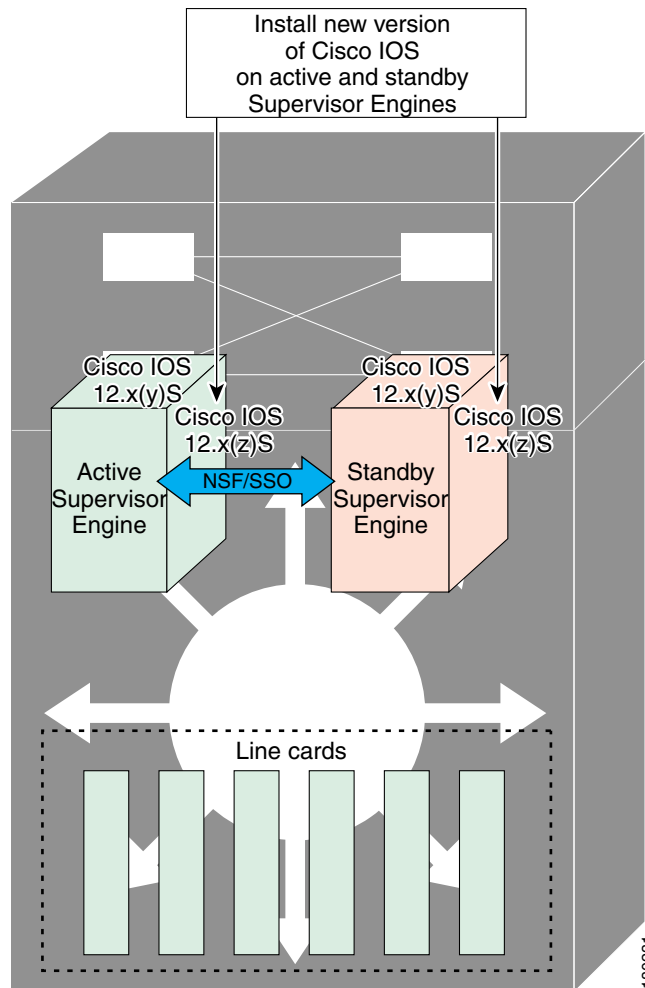 Install new version
of Cisco IOS
on active and standby
Supervisor Engines
Cisco IOS
12.x(y)S
Cisco IOS
12.x(z)S
Cisco IOS
12.x(y)S
Cisco IOS
12.x(z)S
Active
Supervisor
Engine
NSF/SSO
Standby
Supervisor
Engine
Line cards